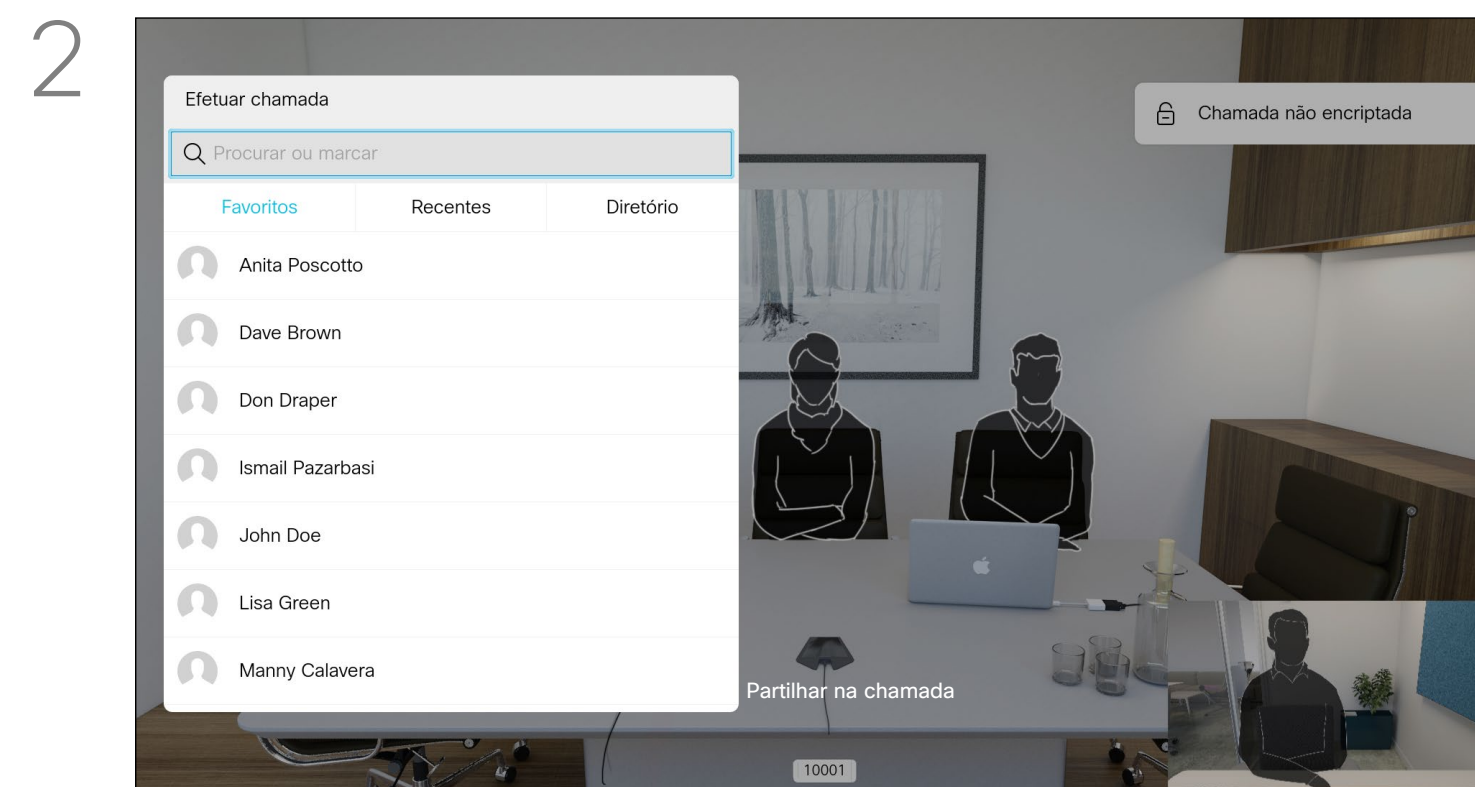 2
Efetuar chamada
Chamada não encriptada
Procurar ou marcar
Favoritos Recentes Diretório
Anita Poscotto
Dave Brown
Don Draper
Ismail Pazarbasi
John Doe
Lisa Green
Manny Calavera
Partilhar na chamada
10001